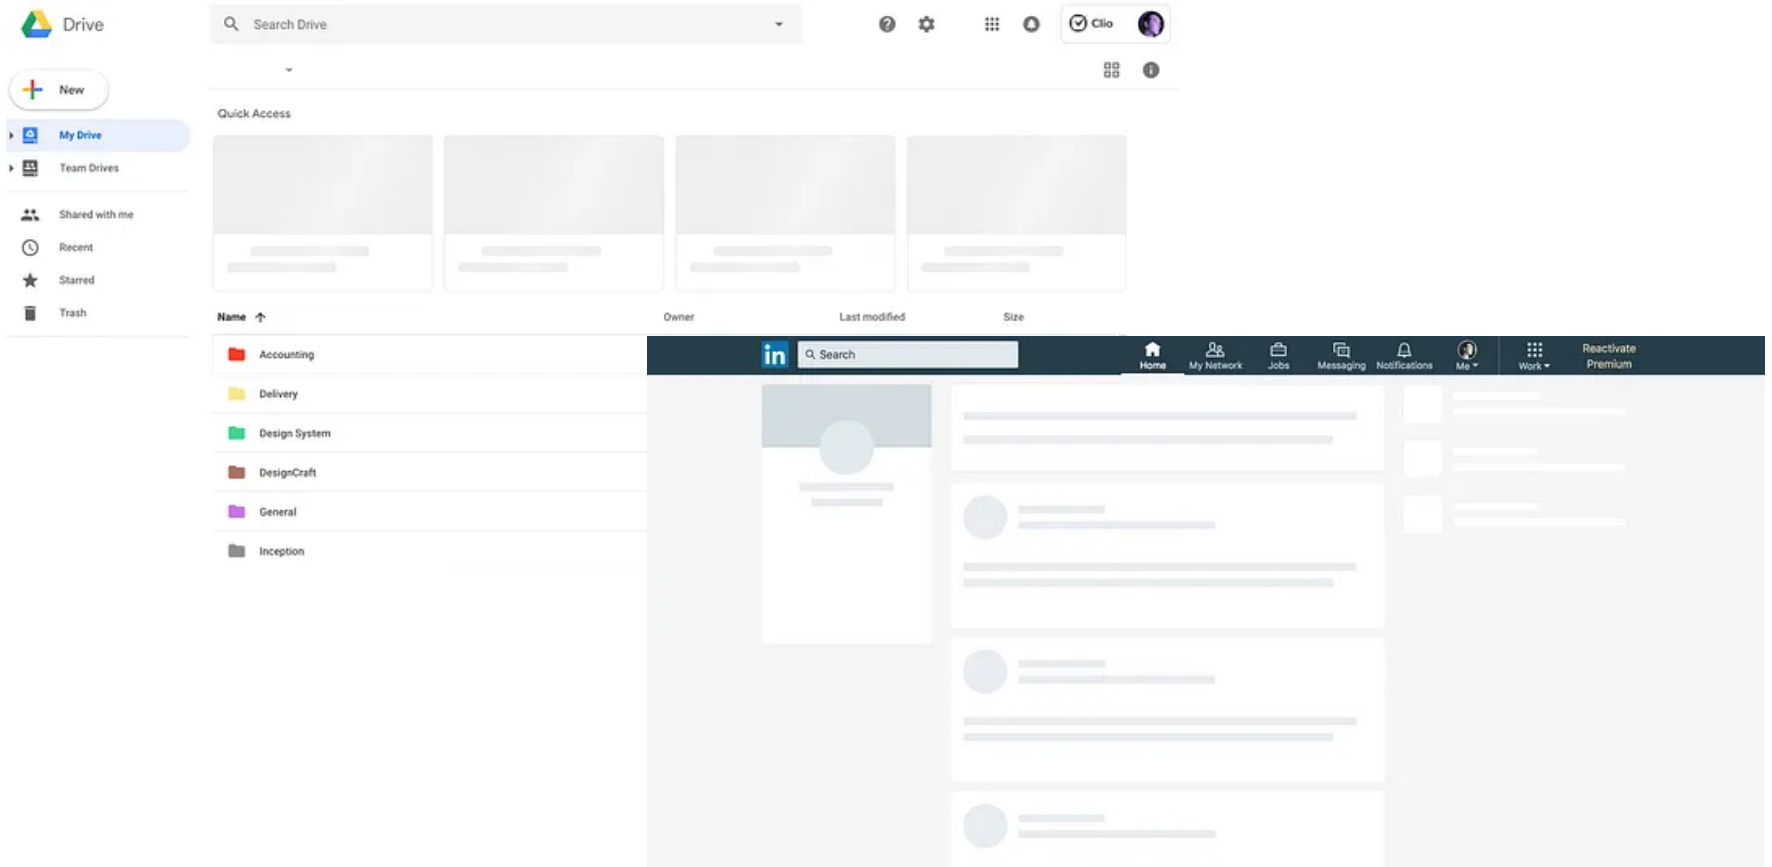 Drive
Search Drive
Clio
New
My Drive
Team Drives
Shared with me
Recent
Starred
Trash
Quick Access
Name Owner Last modified Size
Accounting
Delivery
Design System
DesignCraft
General
Inception
in Search
Home My Network Jobs Messaging Notifications Me Work Reactivate
Premium